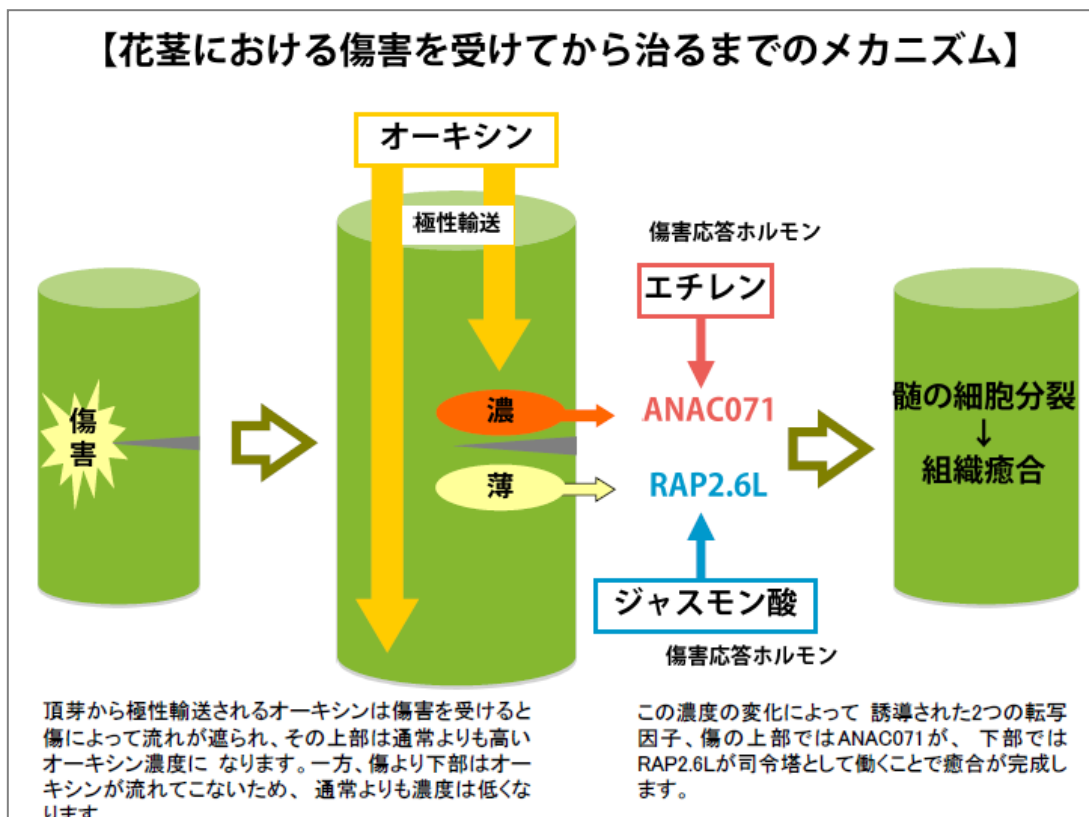 【花茎における傷害を受けてから治るまでのメカニズム】
オーキシン
極性輸送
傷害応答ホルモン
エチレン
傷
害
濃
ANAC071
薄
RAP2.6L
髄の細胞分裂
↓
組織癒合
ジャスモン酸
傷害応答ホルモン
頂芽から極性輸送されるオーキシンは傷害を受けると
傷によって流れが遮られ、その上部は通常よりも高い
オーキシン濃度に なります。一方、傷より下部はオー
キシンが流れてこないため、 通常よりも濃度は低くな
ります
この濃度の変化によって 誘導された2つの転写
因子、傷の上部ではANAC071が、 下部では
RAP2.6Lが司令塔として働くことで癒合が完成し
ます。